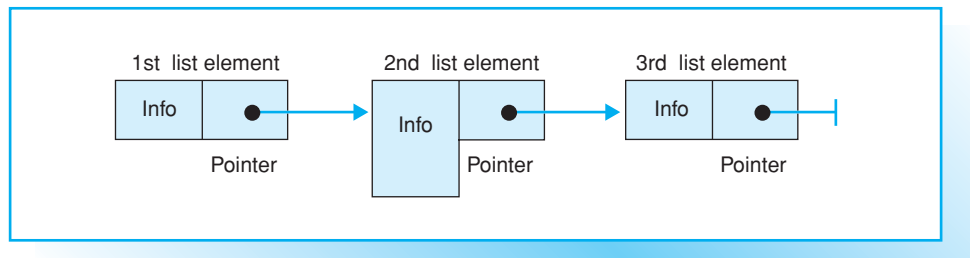 1st list element
2nd list element
3rd list element
Info
Info
Info
Pointer
Pointer
Pointer